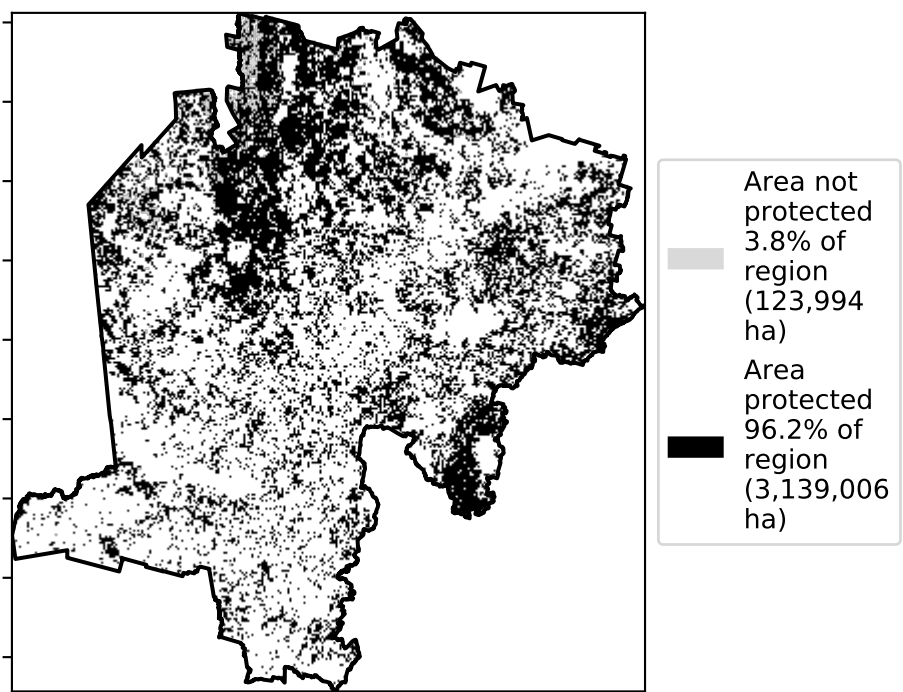 Area not
protected
3.8% of
region
(123,994
ha)
Area
protected
96.2% of
region
(3,139,006
ha)